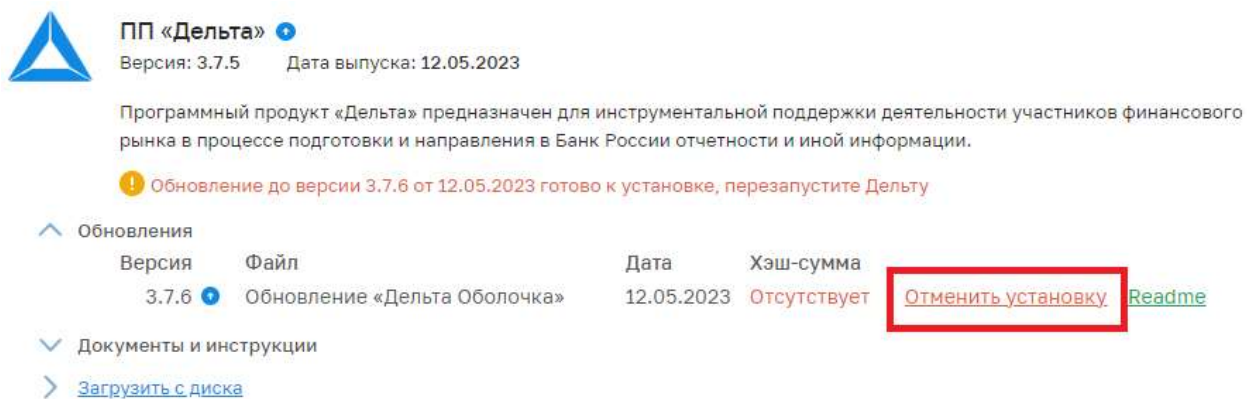 ПП «Дельта»
Версия: 3.7.5 Дата выпуска: 12.05.2023
Программный продукт «Дельта» предназначен для инструментальной поддержки деятельности участников финансового
рынка в процессе подготовки и направления в Банк России отчетности и иной информации.
Обновление до версии 3.7.6 от 12.05.2023 готово к установке, перезапустите Дельту
Обновления
Версия Файл Дата Хэш-сумма
3.7.6 Обновление «Дельта Оболочка» 12.05.2023 Отсутствует Отменить установку Readme
Документы и инструкции
Загрузить с диска